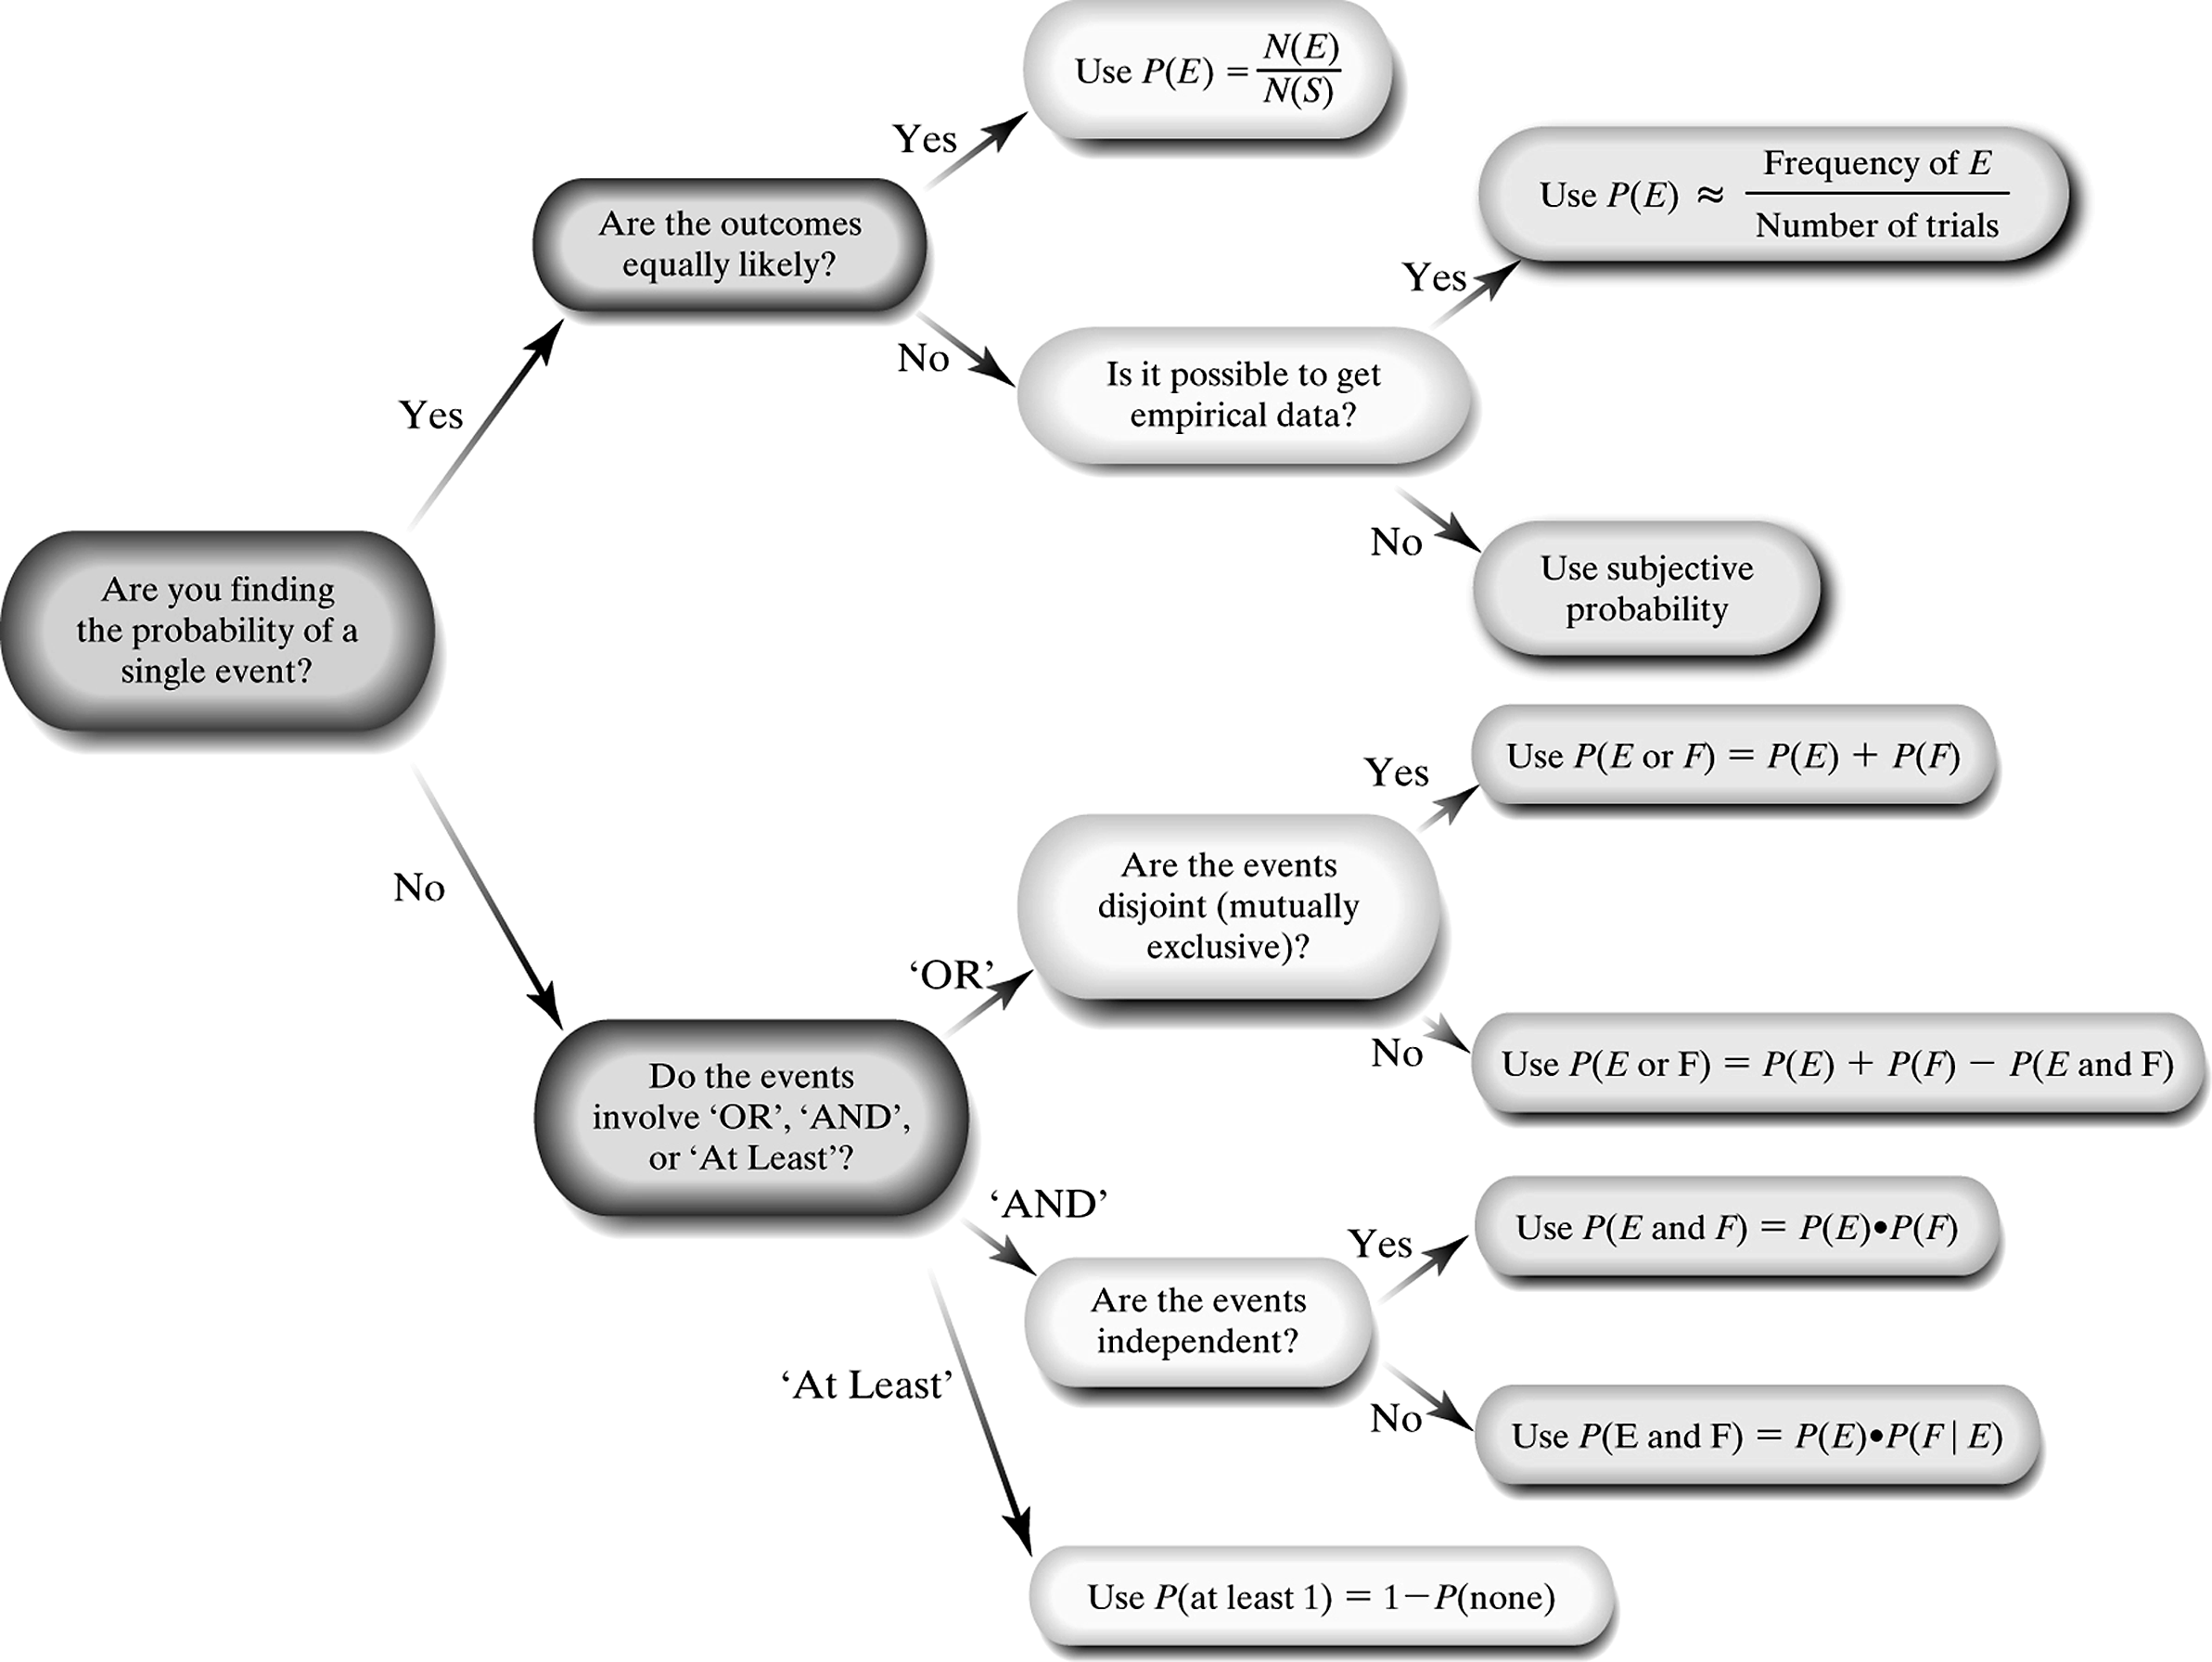 Are you finding
the probability of a
single event?
Yes
Are the outcomes
equally likely?
Yes
Use P(E) = N(E)/N(S)
No
Is it possible to get
empirical data?
Yes
Use P(E) ≈ Frequency of E / Number of trials
No
Use subjective
probability
No
Do the events
involve ‘OR’, ‘AND’,
or ‘At Least’?
‘OR’
Are the events
disjoint (mutually
exclusive)?
Yes
Use P(E or F) = P(E) + P(F)
No
Use P(E or F) = P(E) + P(F) − P(E and F)
‘AND’
Are the events
independent?
Yes
Use P(E and F) = P(E)•P(F)
No
Use P(E and F) = P(E)•P(F | E)
‘At Least’
Use P(at least 1) = 1−P(none)